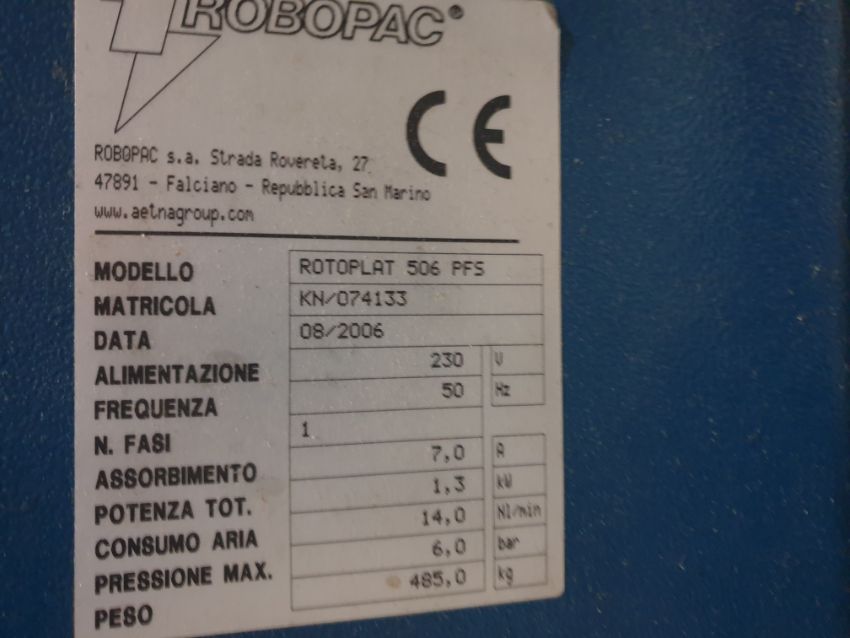 ROBOPAC®
CE
ROBOPAC s.a. Strada Rovereta, 27
47891 - Falciano - Repubblica San Marino
www.aetnagroup.com
MODELLO ROTOPLAT 506 PFS
MATRICOLA KN/074133
DATA 08/2006
ALIMENTAZIONE 230 V
FREQUENZA 50 Hz
N. FASI 1
ASSORBIMENTO 7,0 A
POTENZA TOT. 1,3 kW
CONSUMO ARIA 14,0 Nl/min
PRESSIONE MAX. 6,0 bar
PESO 485,0 kg